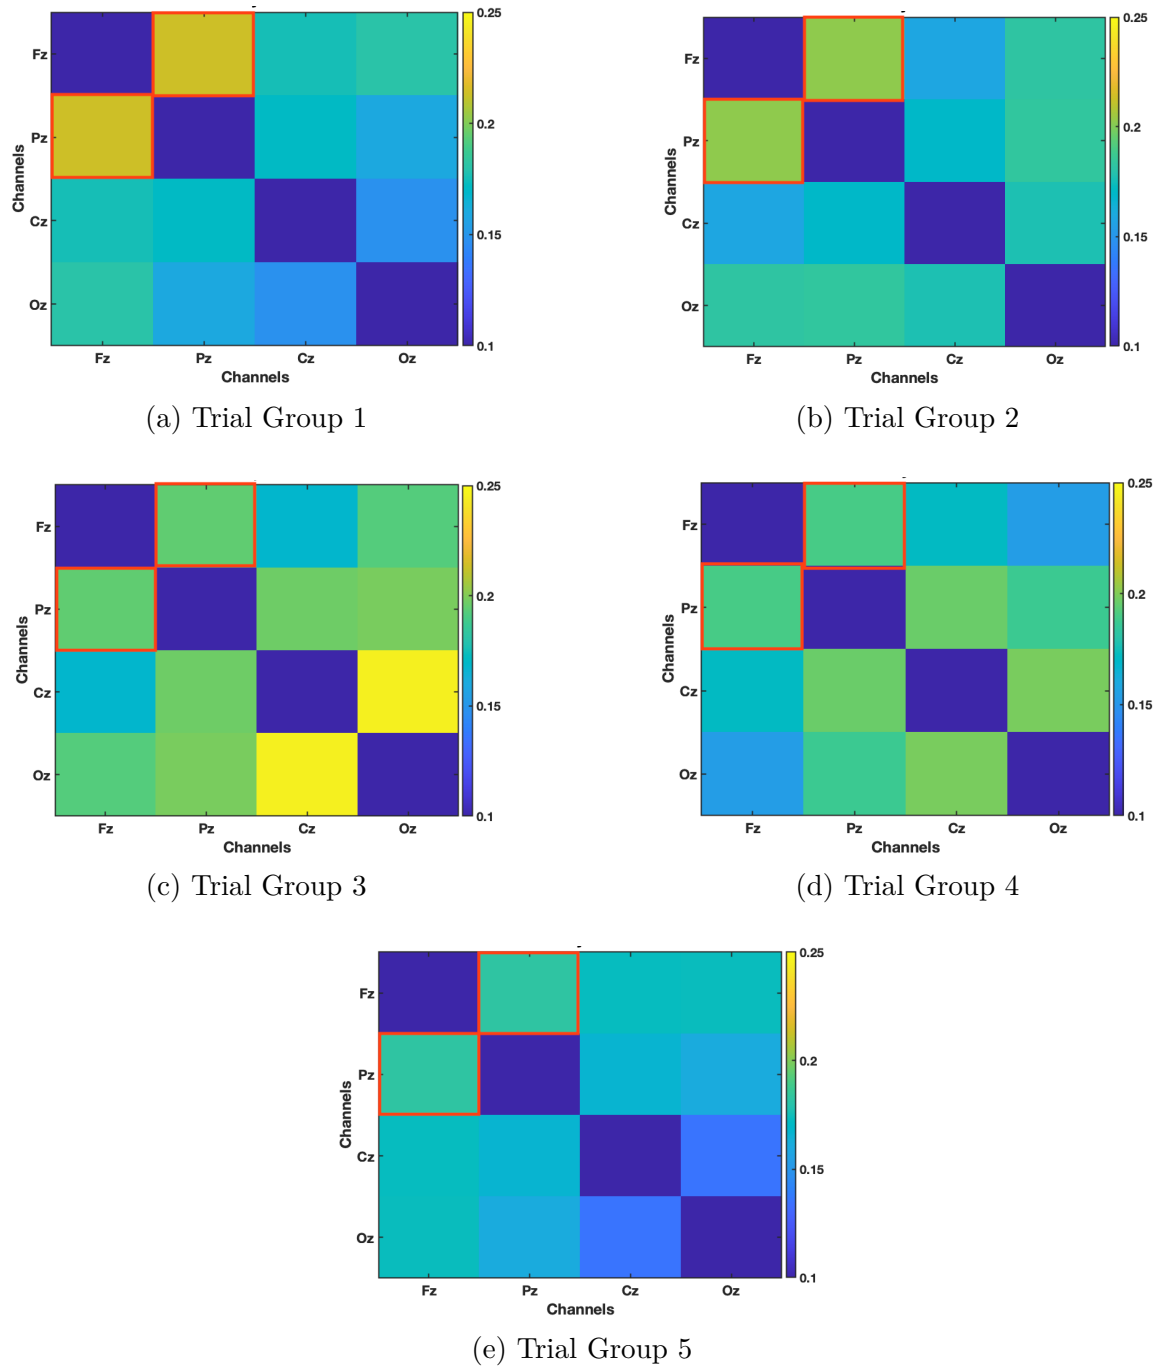 0.25
Fz
0.2
Pz
Channels
Cz
0.15
Oz
0.1
Fz Pz Cz Oz
Channels
(a) Trial Group 1
0.25
Fz
0.2
Pz
Channels
Cz
0.15
Oz
0.1
Fz Pz Cz Oz
Channels
(b) Trial Group 2
0.25
Fz
0.2
Pz
Channels
Cz
0.15
Oz
0.1
Fz Pz Cz Oz
Channels
(c) Trial Group 3
0.25
Fz
0.2
Pz
Channels
Cz
0.15
Oz
0.1
Fz Pz Cz Oz
Channels
(d) Trial Group 4
0.25
Fz
0.2
Pz
Channels
Cz
0.15
Oz
0.1
Fz Pz Cz Oz
Channels
(e) Trial Group 5